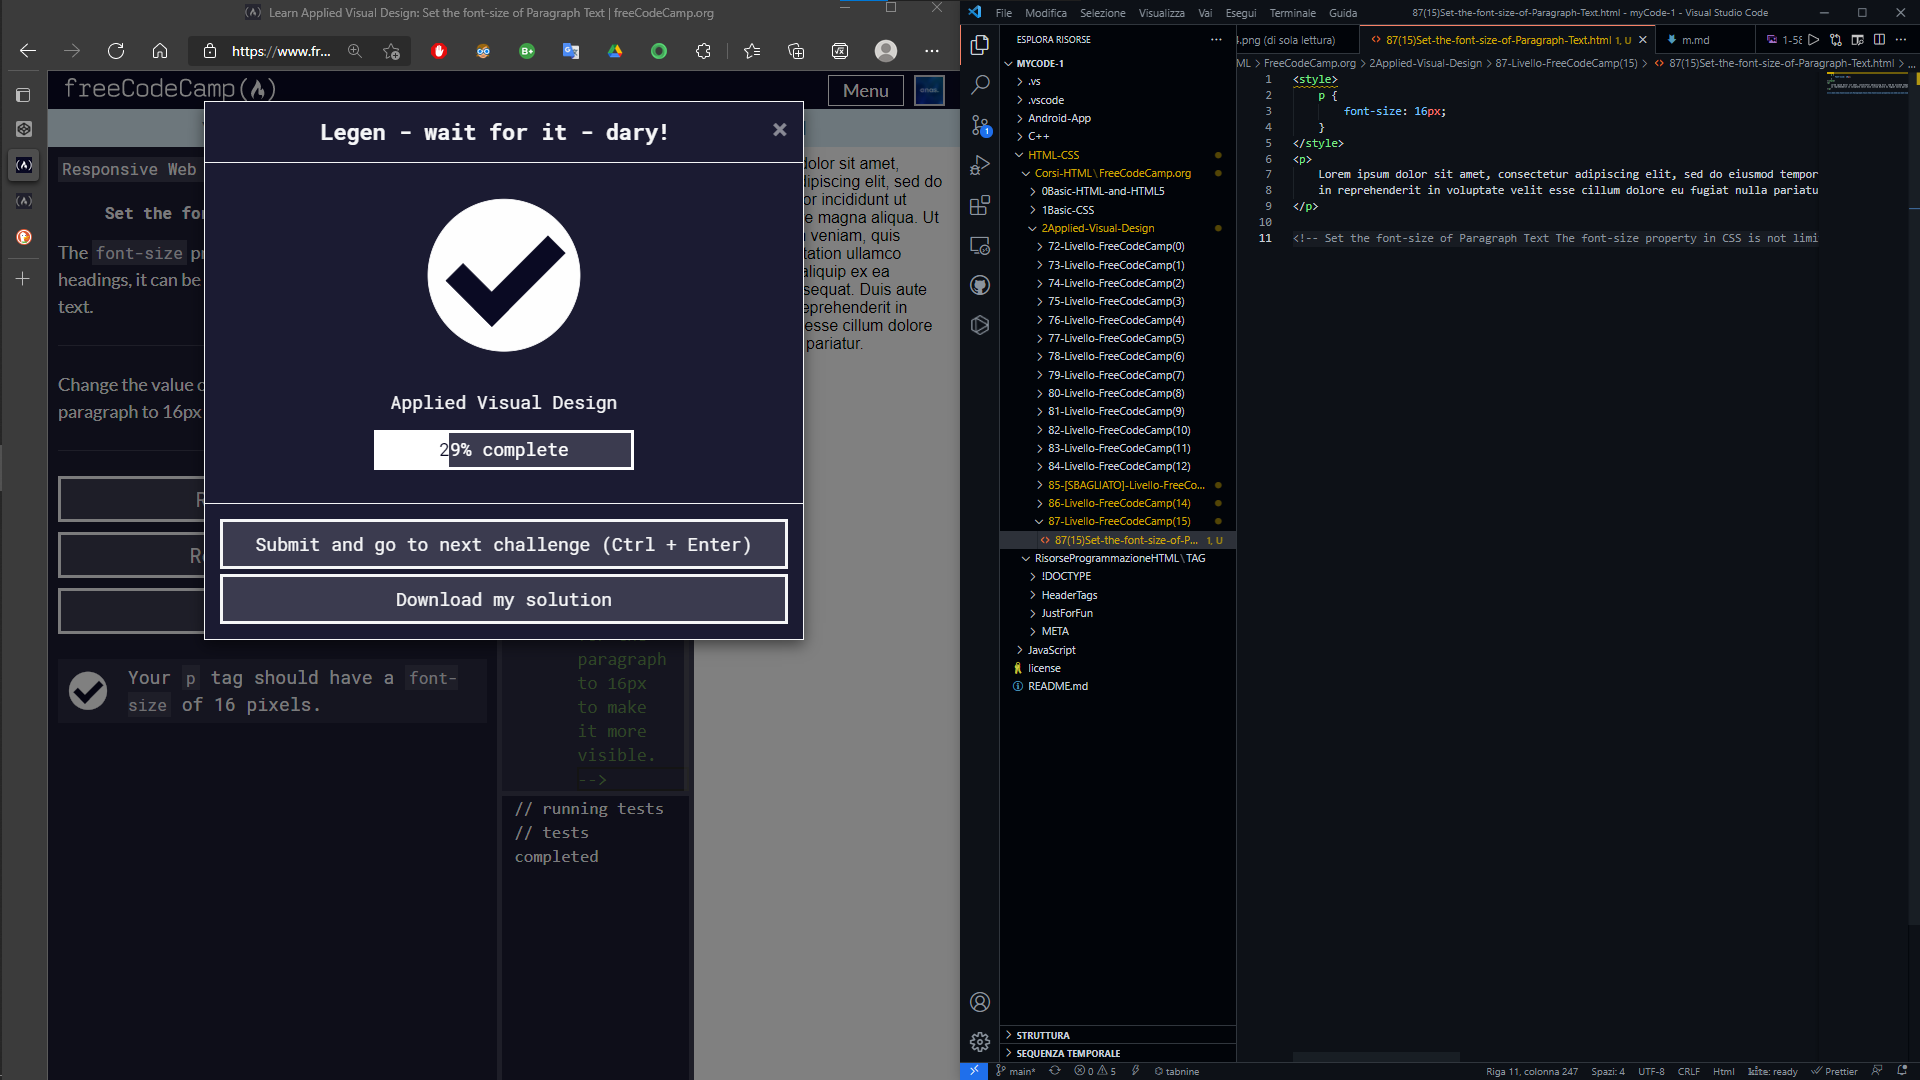 Learn Applied Visual Design: Set the font-size of Paragraph Text | freeCodeCamp.org
https://www.fr...
freeCodeCamp
Menu
Responsive Web
Set the fo
The font-size p
headings, it can be
text.
Change the value
paragraph to 16px
Your p tag should have a font-
size of 16 pixels.
Legen - wait for it - dary!
×
Applied Visual Design
29% complete
Submit and go to next challenge (Ctrl + Enter)
Download my solution
paragraph
to 16px
to make
it more
visible.
-->
// running tests
// tests
completed
dolor sit amet,
dipiscing elit, sed do
or incididunt ut
e magna aliqua. Ut
veniam, quis
tation ullamco
aliquip ex ea
sequat. Duis aute
eprehenderit in
esse cillum dolore
pariatur.
File Modifica Selezione Visualizza Vai Esegui Terminale Guida
87(15)Set-the-font-size-of-Paragraph-Text.html - myCode-1 - Visual Studio Code
ESPLORA RISORSE
MYCODE-1
.vs
.vscode
Android-App
C++
HTML-CSS
Corsi-HTML\FreeCodeCamp.org
0Basic-HTML-and-HTML5
1Basic-CSS
2Applied-Visual-Design
72-Livello-FreeCodeCamp(0)
73-Livello-FreeCodeCamp(1)
74-Livello-FreeCodeCamp(2)
75-Livello-FreeCodeCamp(3)
76-Livello-FreeCodeCamp(4)
77-Livello-FreeCodeCamp(5)
78-Livello-FreeCodeCamp(6)
79-Livello-FreeCodeCamp(7)
80-Livello-FreeCodeCamp(8)
81-Livello-FreeCodeCamp(9)
82-Livello-FreeCodeCamp(10)
83-Livello-FreeCodeCamp(11)
84-Livello-FreeCodeCamp(12)
85-[SBAGLIATO]-Livello-FreeCo...
86-Livello-FreeCodeCamp(14)
87-Livello-FreeCodeCamp(15)
87(15)Set-the-font-size-of-P... 1, U
RisorseProgrammazioneHTML\TAG
!DOCTYPE
HeaderTags
JustForFun
META
JavaScript
license
README.md
STRUTTURA
SEQUENZA TEMPORALE
4.png (di sola lettura) 87(15)Set-the-font-size-of-Paragraph-Text.html 1, U m.md 1-58
ML > FreeCodeCamp.org > 2Applied-Visual-Design > 87-Livello-FreeCodeCamp(15) > 87(15)Set-the-font-size-of-Paragraph-Text.html > ...
1 <style>
2 p {
3 font-size: 16px;
4 }
5 </style>
6 <p>
7 Lorem ipsum dolor sit amet, consectetur adipiscing elit, sed do eiusmod tempor
8 in reprehenderit in voluptate velit esse cillum dolore eu fugiat nulla pariatu
9 </p>
10
11 <!-- Set the font-size of Paragraph Text The font-size property in CSS is not limi
main* 0 5 tabnine
Riga 11, colonna 247 Spazi: 4 UTF-8 CRLF Html kite: ready Prettier